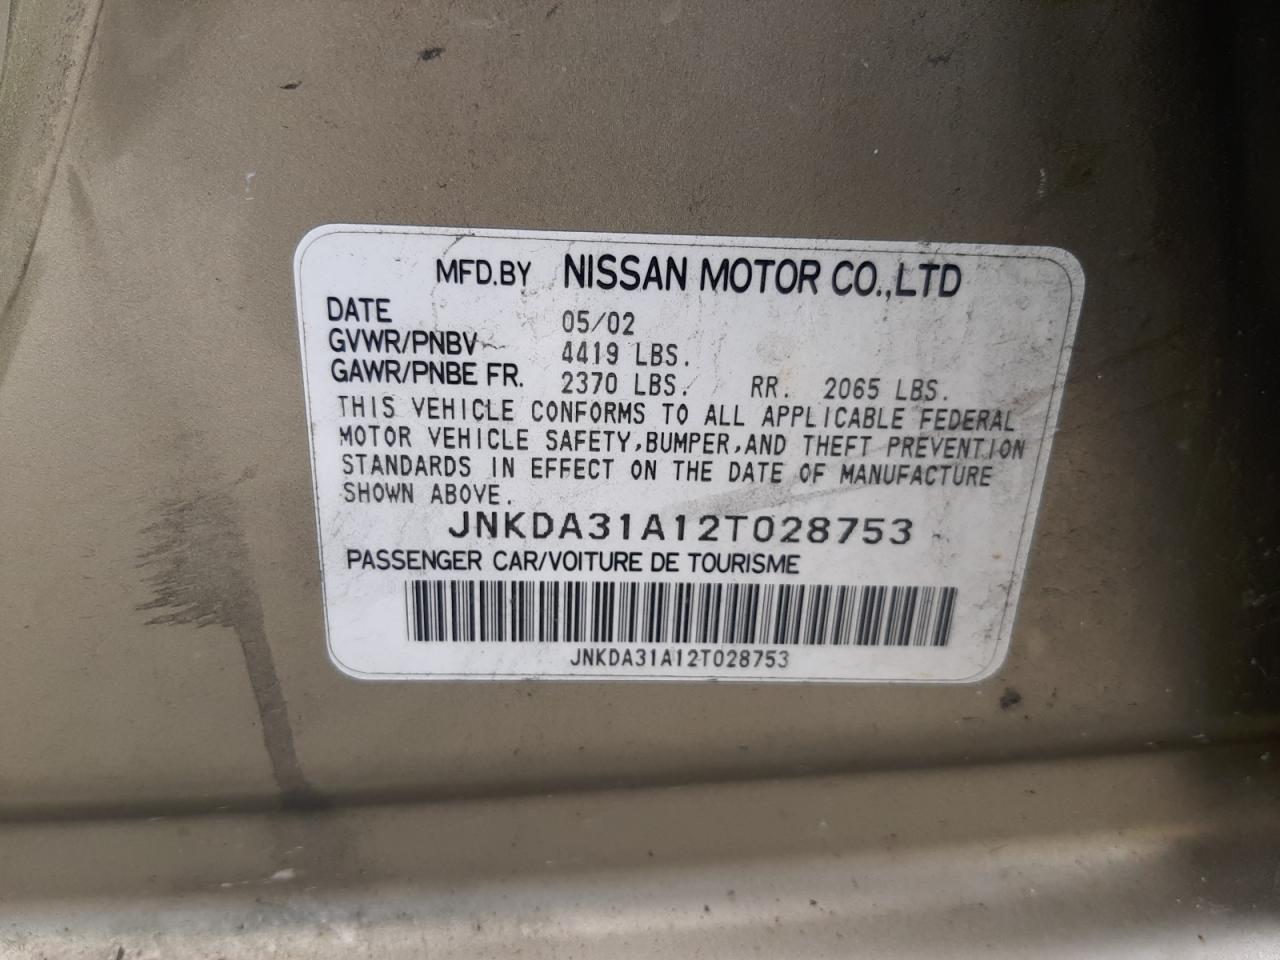 MFD.BY NISSAN MOTOR CO.,LTD
DATE 05/02
GVWR/PNBV 4419 LBS.
GAWR/PNBE FR. 2370 LBS. RR. 2065 LBS.
THIS VEHICLE CONFORMS TO ALL APPLICABLE FEDERAL
MOTOR VEHICLE SAFETY,BUMPER,AND THEFT PREVENTION
STANDARDS IN EFFECT ON THE DATE OF MANUFACTURE
SHOWN ABOVE.
JNKDA31A12T028753
PASSENGER CAR/VOITURE DE TOURISME
JNKDA31A12T028753